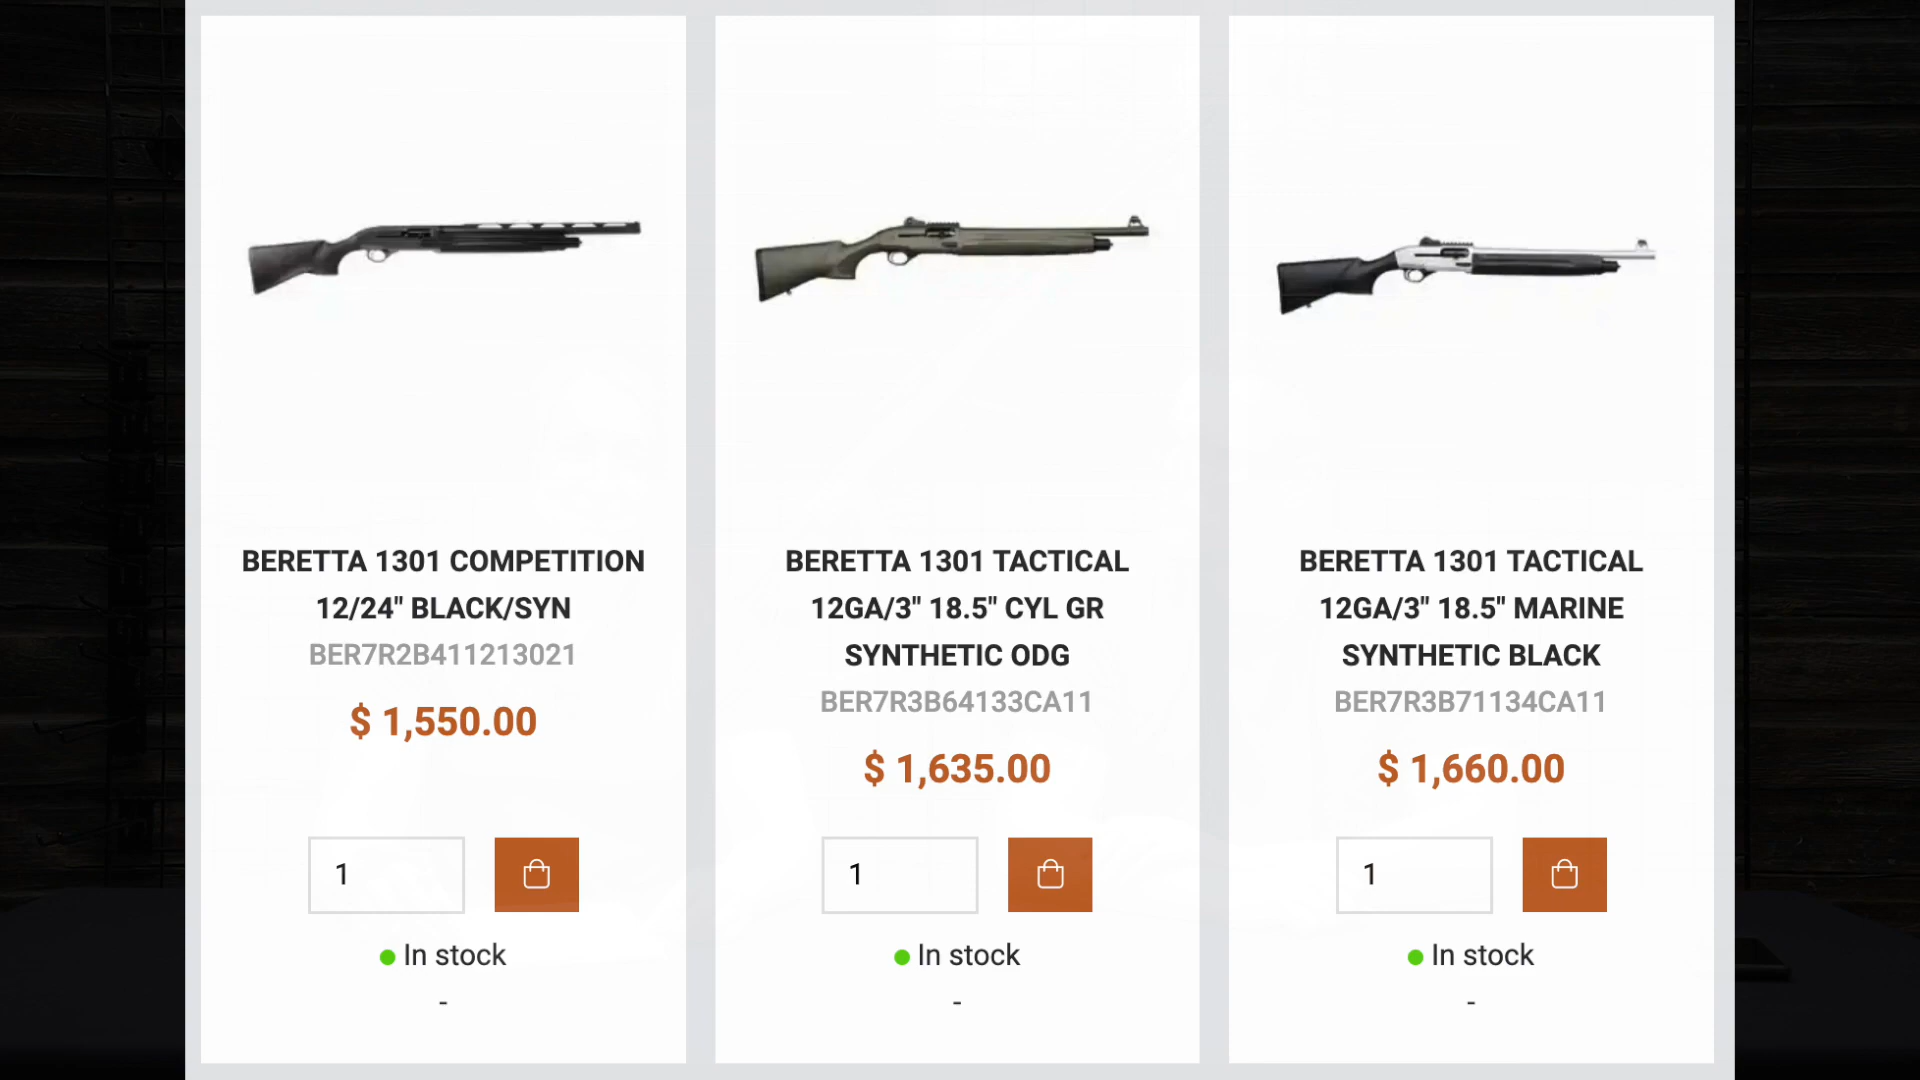 BERETTA 1301 COMPETITION
12/24" BLACK/SYN
BER7R2B411213021
$ 1,550.00
1
In stock
-
BERETTA 1301 TACTICAL
12GA/3" 18.5" CYL GR
SYNTHETIC ODG
BER7R3B64133CA11
$ 1,635.00
1
In stock
-
BERETTA 1301 TACTICAL
12GA/3" 18.5" MARINE
SYNTHETIC BLACK
BER7R3B71134CA11
$ 1,660.00
1
In stock
-